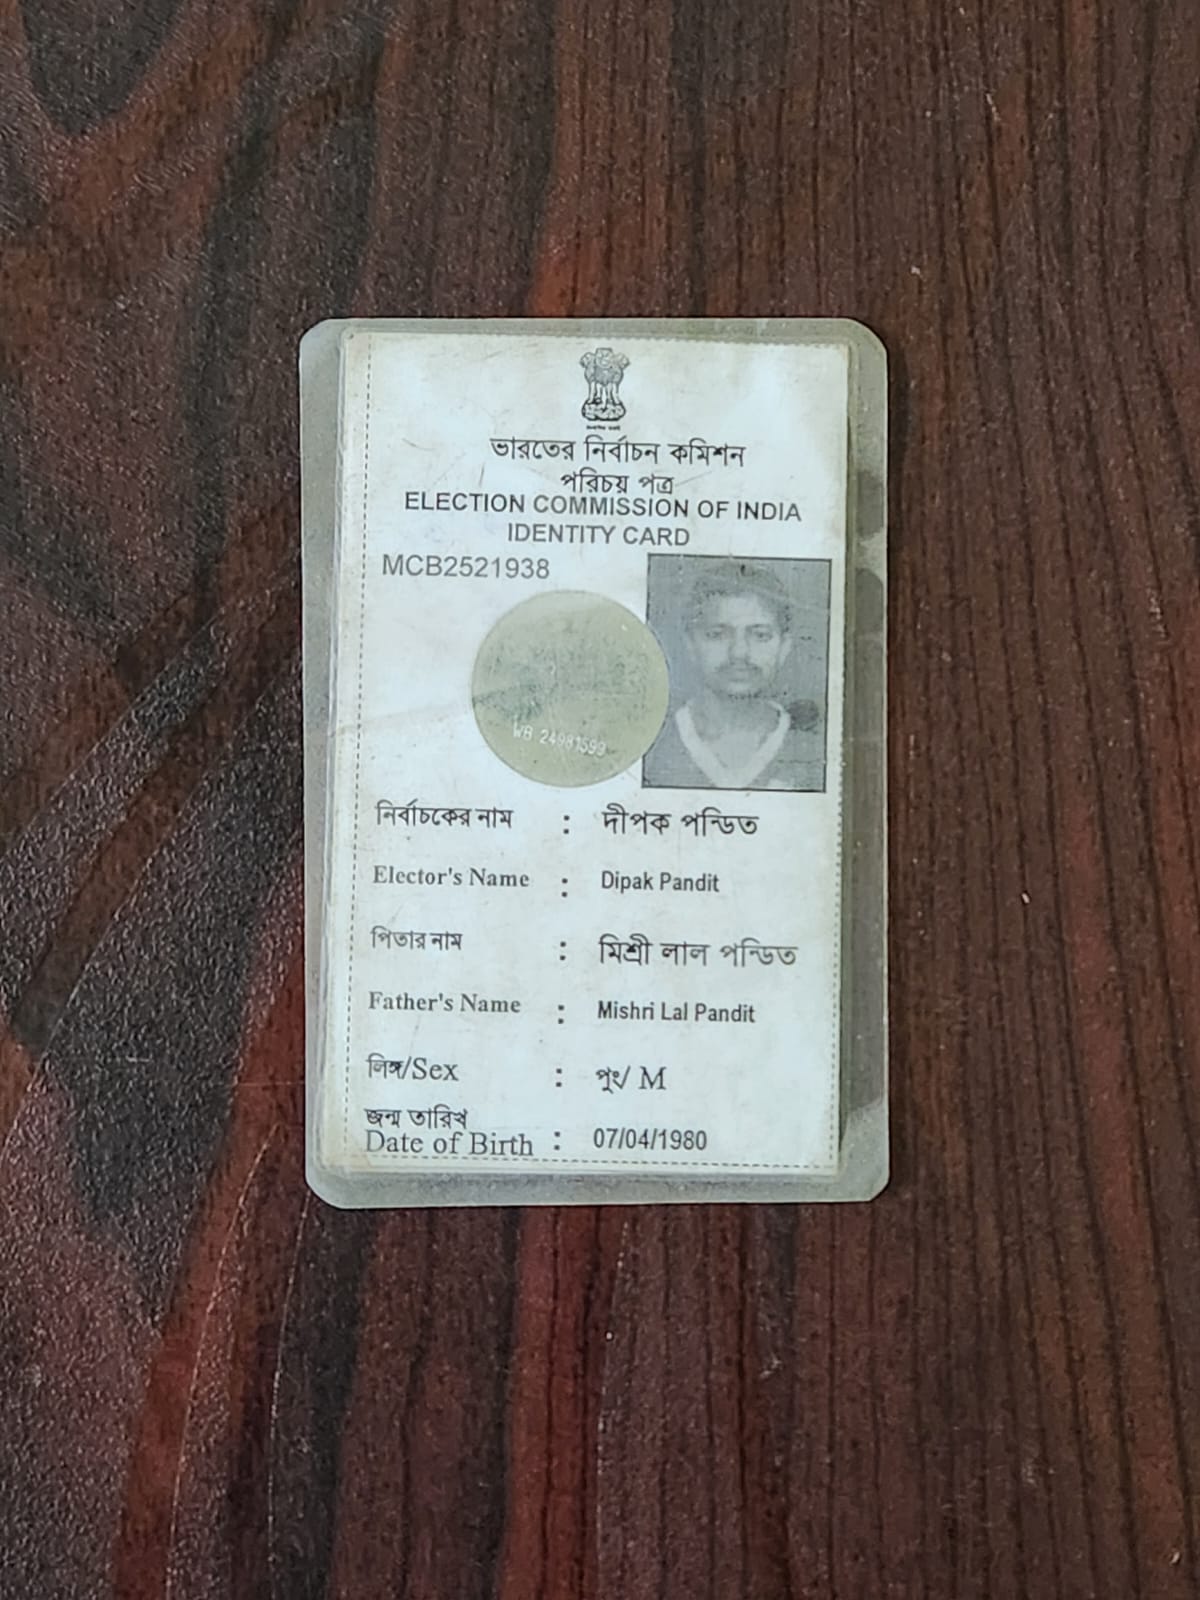 ভারতের নির্বাচন কমিশন
পরিচয় পত্র
ELECTION COMMISSION OF INDIA
IDENTITY CARD
MCB2521938
WB 24981599
নির্বাচকের নাম : দীপক পন্ডিত
Elector's Name : Dipak Pandit
পিতার নাম : মিশ্রী লাল পন্ডিত
Father's Name : Mishri Lal Pandit
লিঙ্গ/Sex : পুং/ M
জন্ম তারিখ
Date of Birth : 07/04/1980